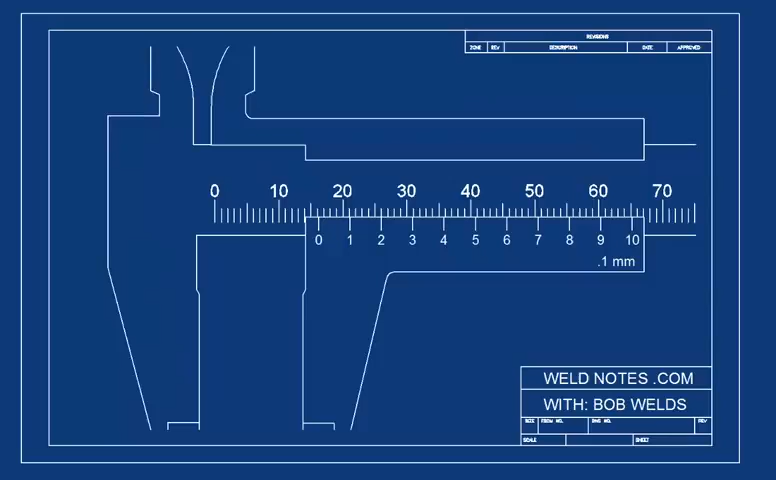 REVISIONS
ZONE REV DESCRIPTION DATE APPROVED
0 10 20 30 40 50 60 70
0 1 2 3 4 5 6 7 8 9 10
.1 mm
WELD NOTES .COM
WITH: BOB WELDS
SIZE FROM NO. DWG NO. REV
SCALE SHEET